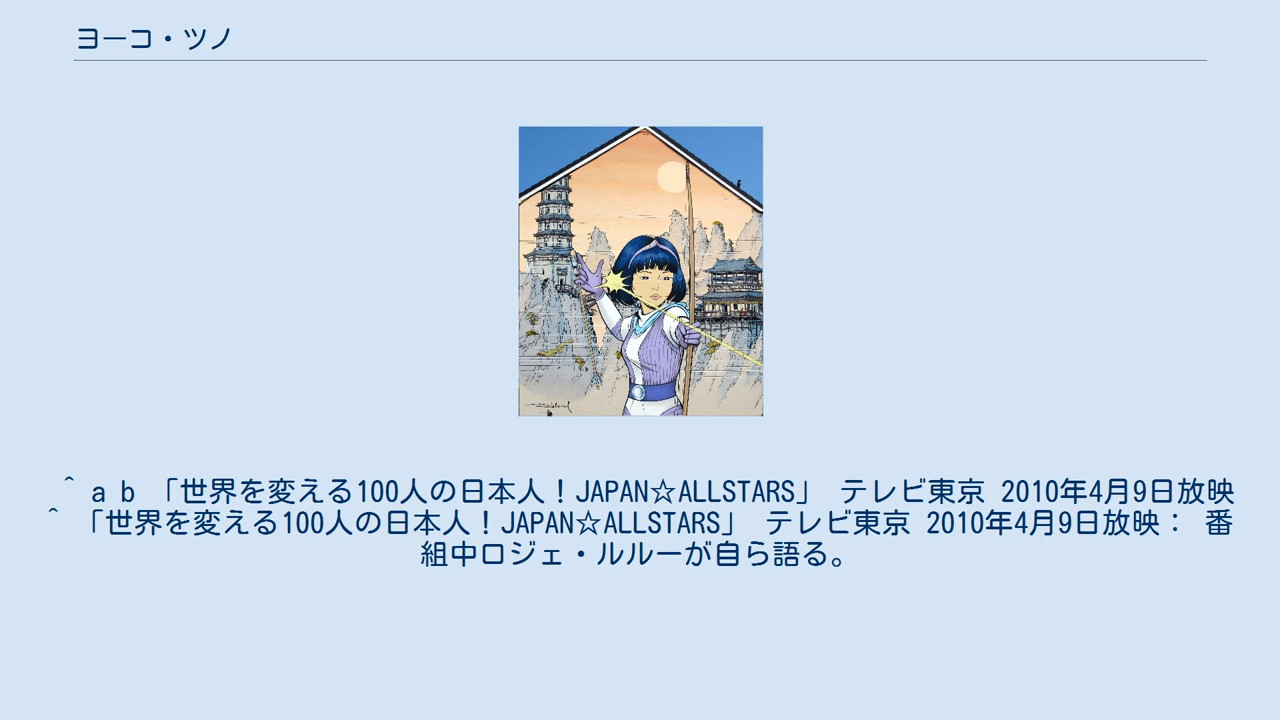 ヨーコ・ツノ
^ a b 「世界を変える100人の日本人！JAPAN☆ALLSTARS」 テレビ東京 2010年4月9日放映
^ 「世界を変える100人の日本人！JAPAN☆ALLSTARS」 テレビ東京 2010年4月9日放映： 番
組中ロジェ・ルルーが自ら語る。